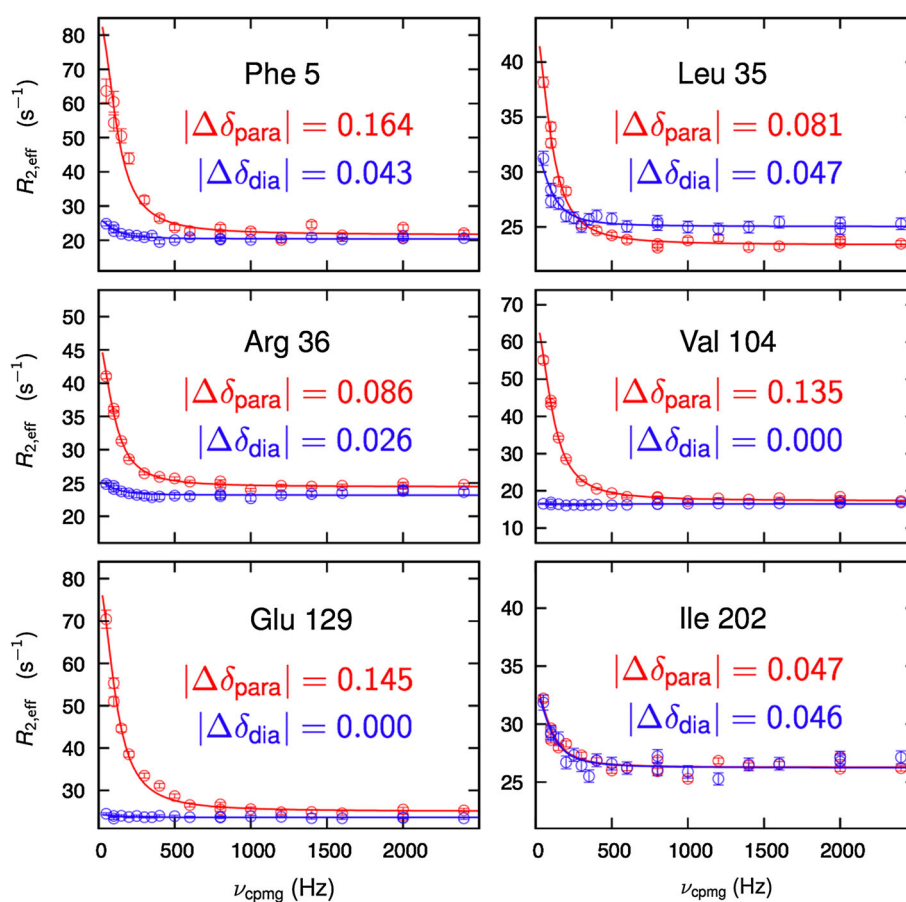 Phe 5
|Δδpara| = 0.164
|Δδdia| = 0.043
R2,eff (s−1)
80
70
60
50
40
30
20
Leu 35
|Δδpara| = 0.081
|Δδdia| = 0.047
40
35
30
25
Arg 36
|Δδpara| = 0.086
|Δδdia| = 0.026
R2,eff (s−1)
50
45
40
35
30
25
20
Val 104
|Δδpara| = 0.135
|Δδdia| = 0.000
70
60
50
40
30
20
10
Glu 129
|Δδpara| = 0.145
|Δδdia| = 0.000
R2,eff (s−1)
80
70
60
50
40
30
0 500 1000 1500 2000
νcpmg (Hz)
Ile 202
|Δδpara| = 0.047
|Δδdia| = 0.046
40
35
30
25
0 500 1000 1500 2000
νcpmg (Hz)